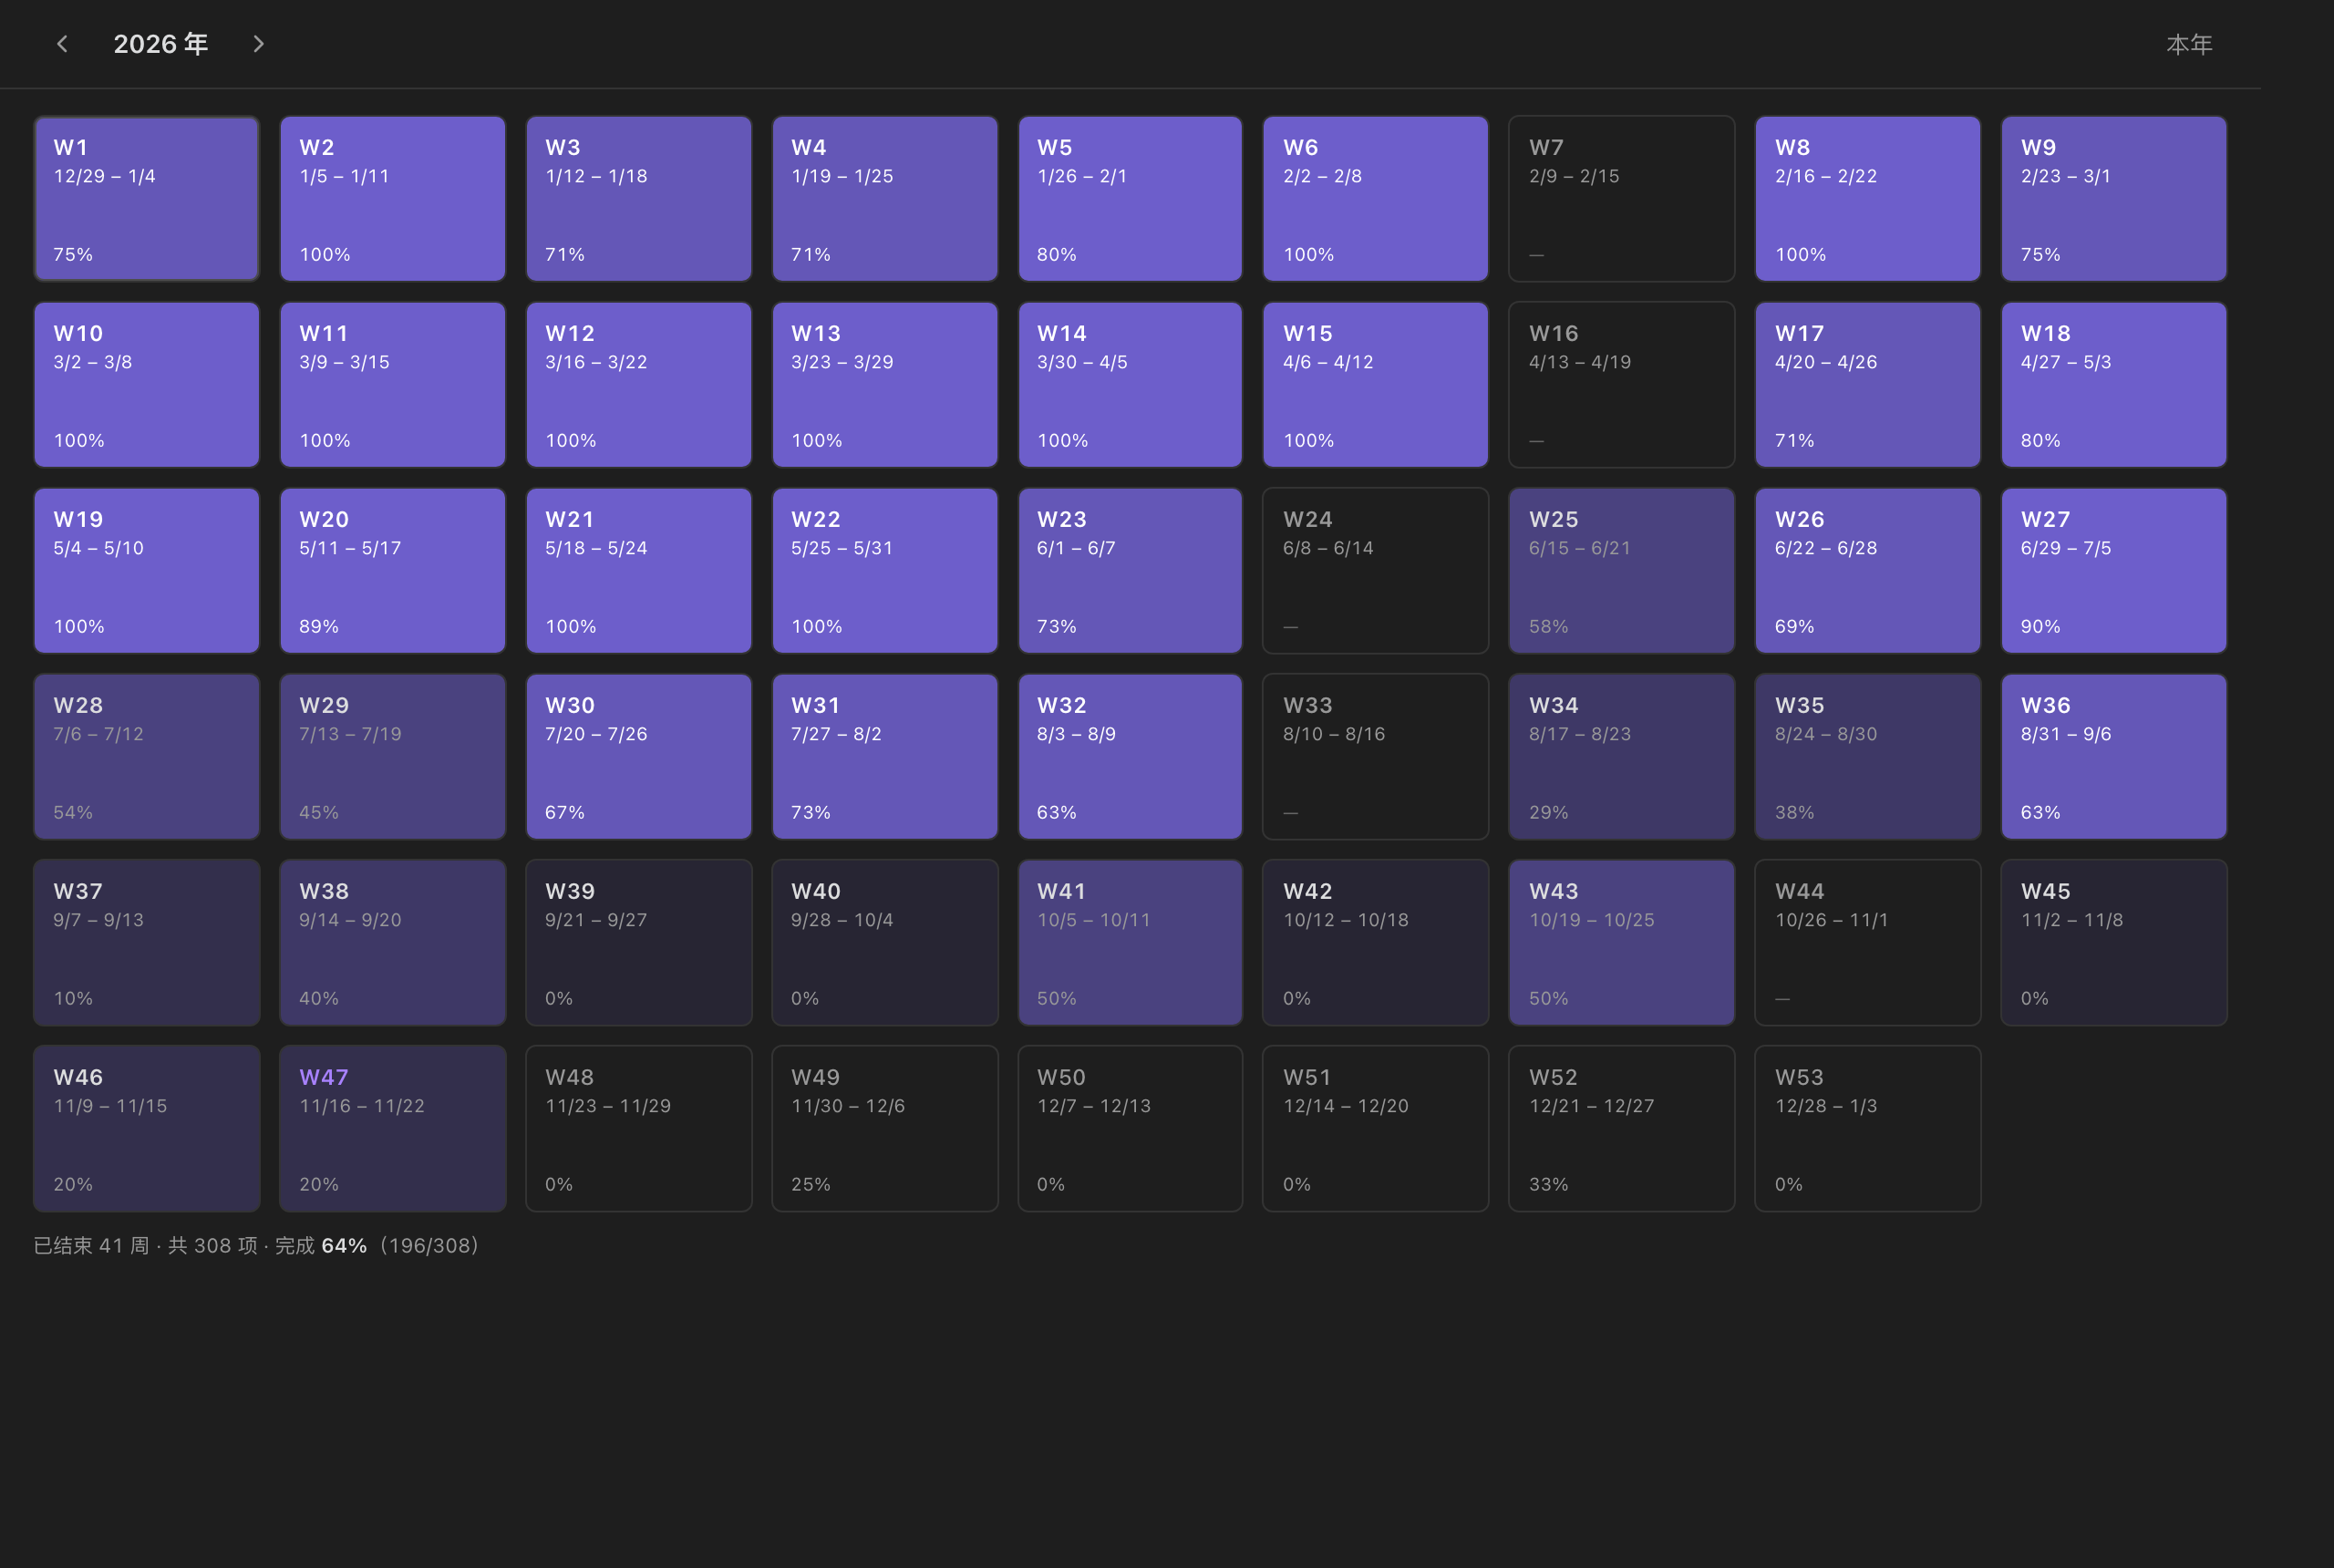 2026 年
本年
W1
12/29 – 1/4
75%
W2
1/5 – 1/11
100%
W3
1/12 – 1/18
71%
W4
1/19 – 1/25
71%
W5
1/26 – 2/1
80%
W6
2/2 – 2/8
100%
W7
2/9 – 2/15
—
W8
2/16 – 2/22
100%
W9
2/23 – 3/1
75%
W10
3/2 – 3/8
100%
W11
3/9 – 3/15
100%
W12
3/16 – 3/22
100%
W13
3/23 – 3/29
100%
W14
3/30 – 4/5
100%
W15
4/6 – 4/12
100%
W16
4/13 – 4/19
—
W17
4/20 – 4/26
71%
W18
4/27 – 5/3
80%
W19
5/4 – 5/10
100%
W20
5/11 – 5/17
89%
W21
5/18 – 5/24
100%
W22
5/25 – 5/31
100%
W23
6/1 – 6/7
73%
W24
6/8 – 6/14
—
W25
6/15 – 6/21
58%
W26
6/22 – 6/28
69%
W27
6/29 – 7/5
90%
W28
7/6 – 7/12
54%
W29
7/13 – 7/19
45%
W30
7/20 – 7/26
67%
W31
7/27 – 8/2
73%
W32
8/3 – 8/9
63%
W33
8/10 – 8/16
—
W34
8/17 – 8/23
29%
W35
8/24 – 8/30
38%
W36
8/31 – 9/6
63%
W37
9/7 – 9/13
10%
W38
9/14 – 9/20
40%
W39
9/21 – 9/27
0%
W40
9/28 – 10/4
0%
W41
10/5 – 10/11
50%
W42
10/12 – 10/18
0%
W43
10/19 – 10/25
50%
W44
10/26 – 11/1
—
W45
11/2 – 11/8
0%
W46
11/9 – 11/15
20%
W47
11/16 – 11/22
20%
W48
11/23 – 11/29
0%
W49
11/30 – 12/6
25%
W50
12/7 – 12/13
0%
W51
12/14 – 12/20
0%
W52
12/21 – 12/27
33%
W53
12/28 – 1/3
0%
已结束 41 周 · 共 308 项 · 完成 64%（196/308）